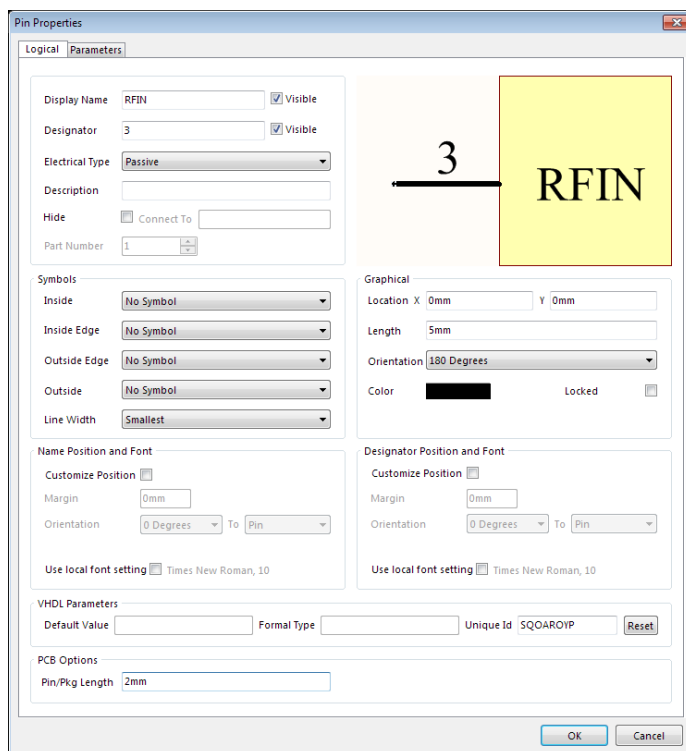 Pin Properties
Logical Parameters
Display Name RFIN Visible
Designator 3 Visible
Electrical Type Passive
Description
Hide Connect To
Part Number 1
3
RFIN
Symbols
Inside No Symbol
Inside Edge No Symbol
Outside Edge No Symbol
Outside No Symbol
Line Width Smallest
Graphical
Location X 0mm Y 0mm
Length 5mm
Orientation 180 Degrees
Color Locked
Name Position and Font
Customize Position
Margin 0mm
Orientation 0 Degrees To Pin
Use local font setting Times New Roman, 10
Designator Position and Font
Customize Position
Margin 0mm
Orientation 0 Degrees To Pin
Use local font setting Times New Roman, 10
VHDL Parameters
Default Value Formal Type Unique Id SQOAROYP Reset
PCB Options
Pin/Pkg Length 2mm
OK Cancel